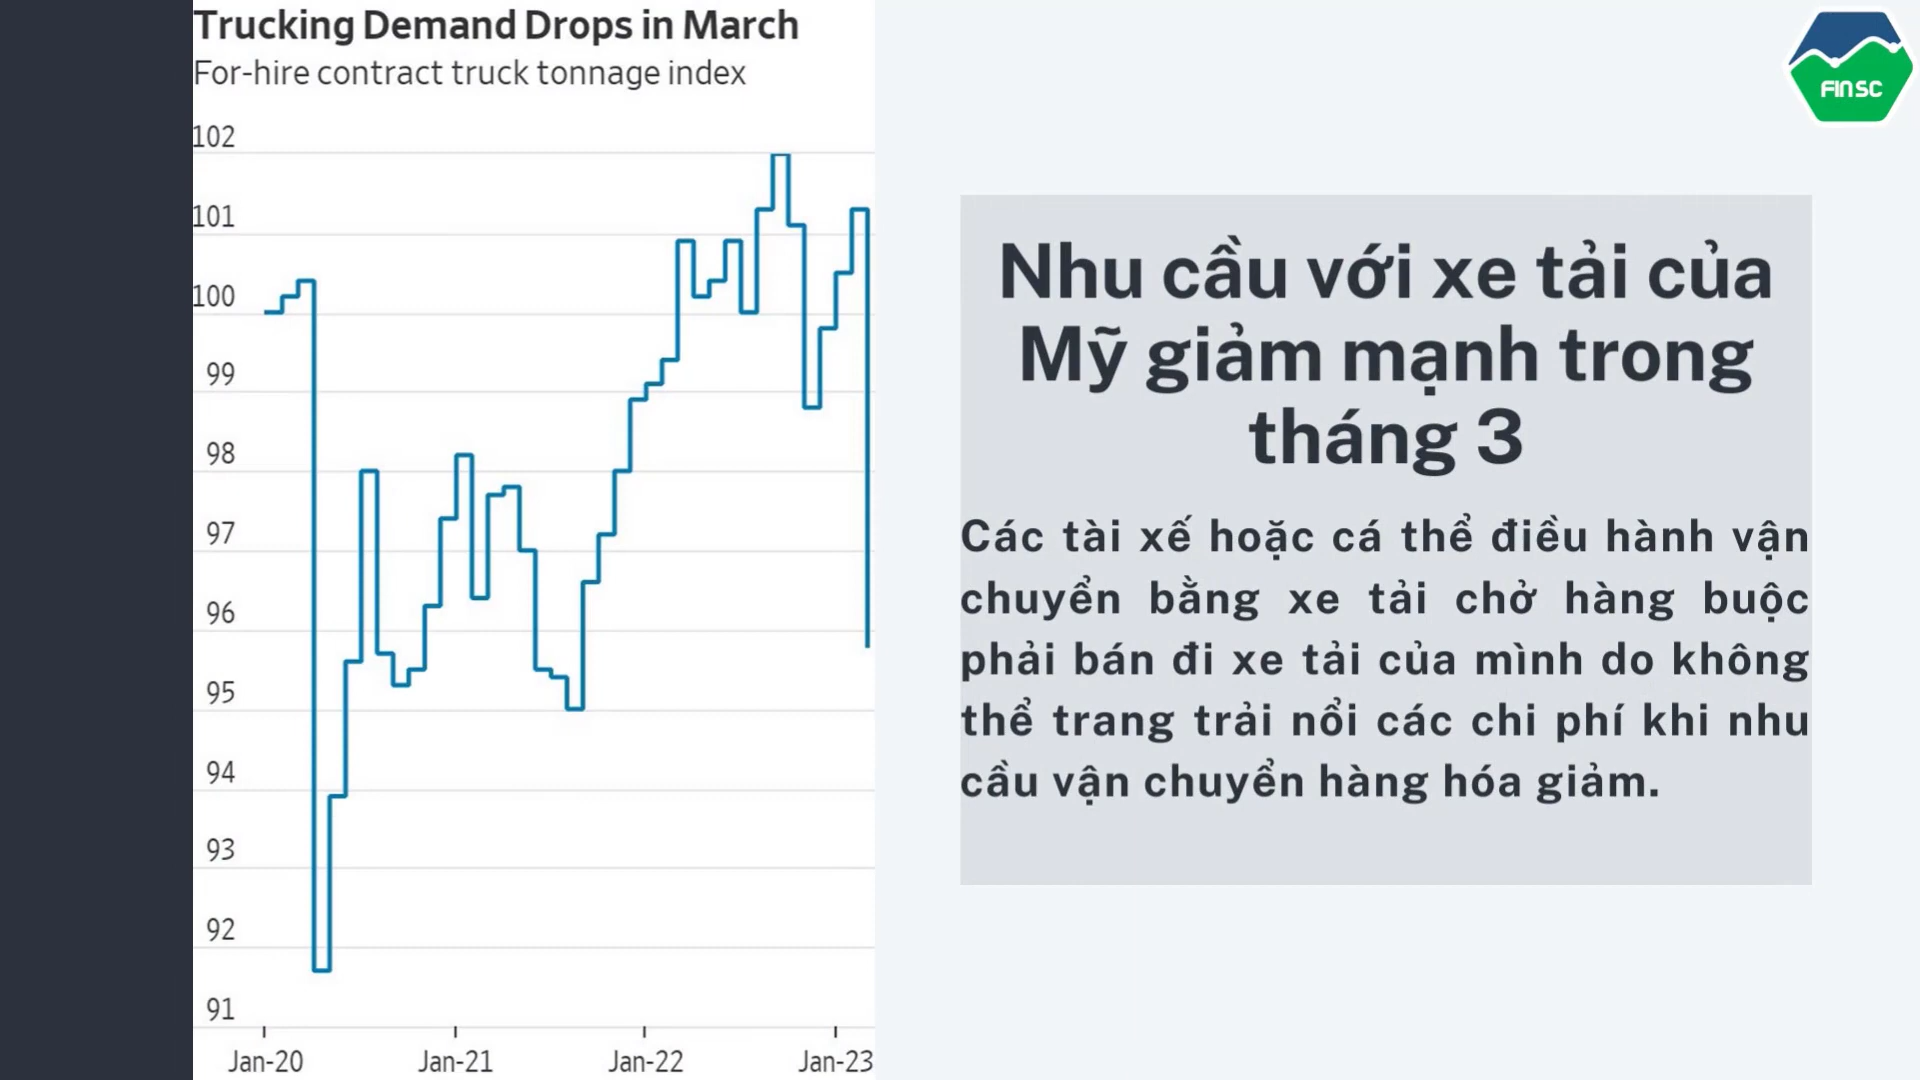 Trucking Demand Drops in March
For-hire contract truck tonnage index
102
101
100
99
98
97
96
95
94
93
92
91
Jan-20 Jan-21 Jan-22 Jan-23
FINSC
Nhu cầu với xe tải của
Mỹ giảm mạnh trong
tháng 3
Các tài xế hoặc cá thể điều hành vận
chuyển bằng xe tải chở hàng buộc
phải bán đi xe tải của mình do không
thể trang trải nổi các chi phí khi nhu
cầu vận chuyển hàng hóa giảm.